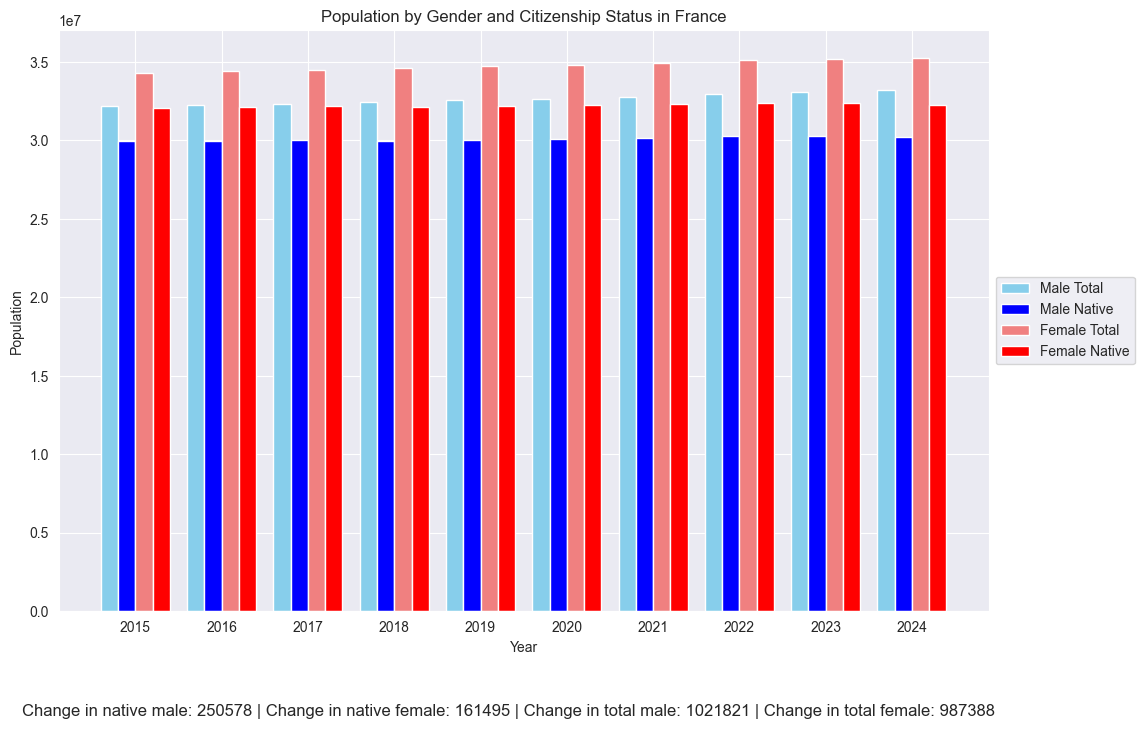 Population by Gender and Citizenship Status in France
1e7
3.5
3.0
2.5
2.0
1.5
1.0
0.5
0.0
Population
2015 2016 2017 2018 2019 2020 2021 2022 2023 2024
Year
Male Total
Male Native
Female Total
Female Native
Change in native male: 250578 | Change in native female: 161495 | Change in total male: 1021821 | Change in total female: 987388